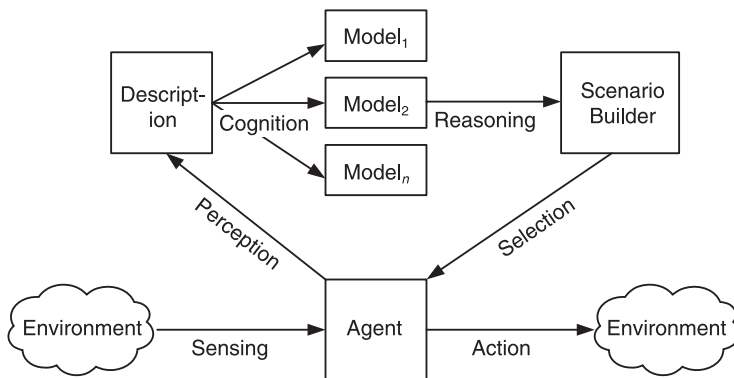 Model₁
Descript-
ion
Model₂
Scenario
Builder
Cognition
Reasoning
Modelₙ
Perception
Selection
Environment
Sensing
Agent
Action
Environment